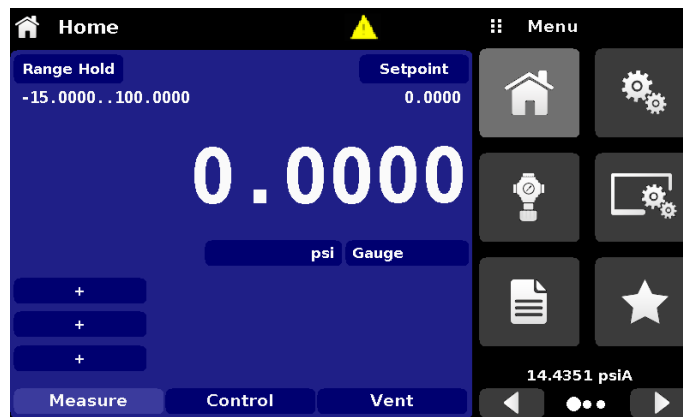 Home
Menu
Range Hold
Setpoint
-15.0000..100.0000
0.0000
0.0000
psi
Gauge
+
+
+
14.4351 psiA
Measure
Control
Vent